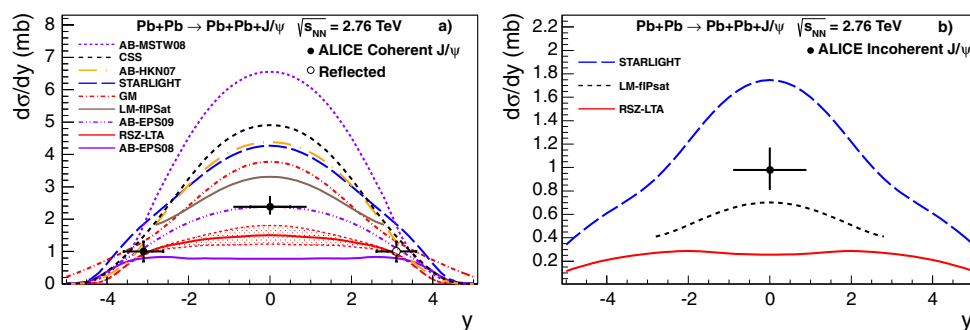 Pb+Pb → Pb+Pb+J/ψ √sNN = 2.76 TeV a)
ALICE Coherent J/ψ
Reflected
AB-MSTW08
CSS
AB-HKN07
STARLIGHT
GM
LM-fIPSat
AB-EPS09
RSZ-LTA
AB-EPS08
dσ/dy (mb)
8
7
6
5
4
3
2
1
0
-4 -2 0 2 4
y
Pb+Pb → Pb+Pb+J/ψ √sNN = 2.76 TeV b)
ALICE Incoherent J/ψ
STARLIGHT
LM-fIPsat
RSZ-LTA
dσ/dy (mb)
2.2
2
1.8
1.6
1.4
1.2
1
0.8
0.6
0.4
0.2
-4 -2 0 2 4
y